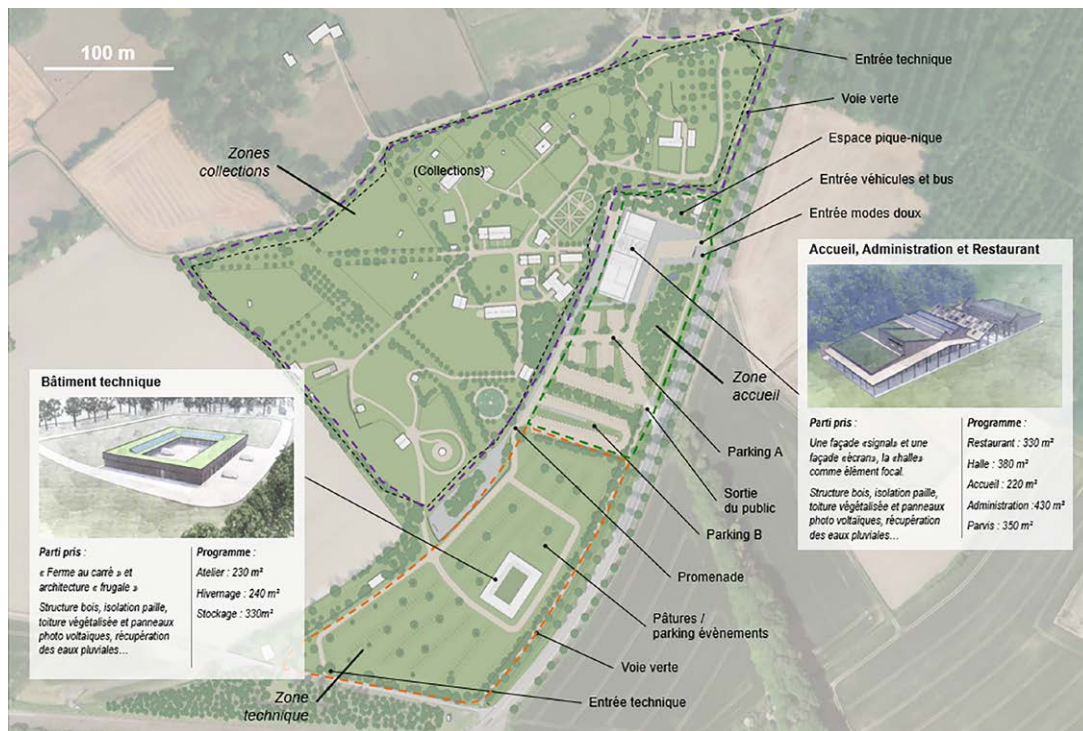 100 m
Entrée technique
Voie verte
Espace pique-nique
Zones
collections
(Collections)
Entrée véhicules et bus
Entrée modes doux
Accueil, Administration et Restaurant
Parti pris :
Une façade «signal» et une
façade «écran», la «halle»
comme élément focal.
Structure bois, isolation paille,
toiture végétalisée et panneaux
photo voltaïques, récupération
des eaux pluviales…
Programme :
Restaurant : 330 m²
Halle : 380 m²
Accueil : 220 m²
Administration :430 m²
Parvis : 350 m²
Bâtiment technique
Parti pris :
« Ferme au carré » et
architecture « frugale »
Structure bois, isolation paille,
toiture végétalisée et panneaux
photo voltaïques, récupération
des eaux pluviales…
Programme :
Atelier : 230 m²
Hivernage : 240 m²
Stockage : 330m²
Zone
accueil
Parking A
Sortie
du public
Parking B
Promenade
Pâtures /
parking évènements
Voie verte
Entrée technique
Zone
technique